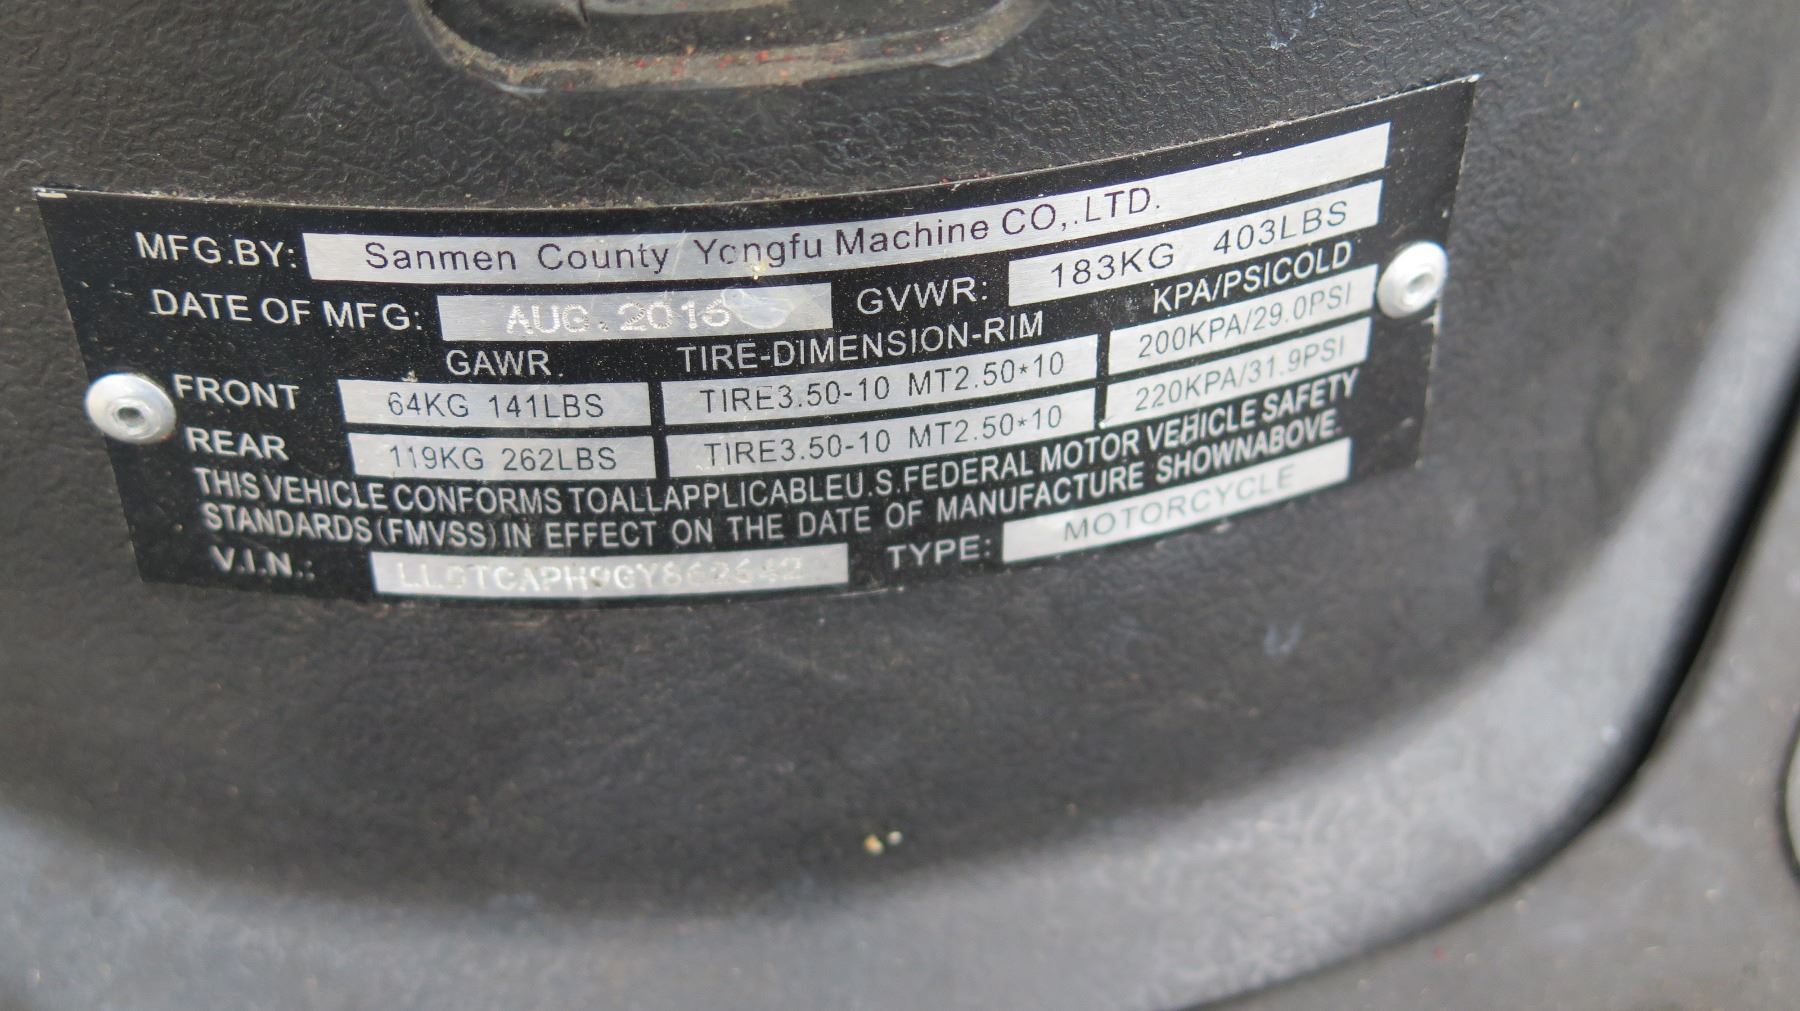 MFG.BY: Sanmen County Yongfu Machine CO,.LTD.
DATE OF MFG: AUG.2016 GVWR: 183KG 403LBS
GAWR. TIRE-DIMENSION-RIM KPA/PSICOLD
FRONT 64KG 141LBS TIRE3.50-10 MT2.50*10 200KPA/29.0PSI
REAR 119KG 262LBS TIRE3.50-10 MT2.50*10 220KPA/31.9PSI
THIS VEHICLE CONFORMS TOALLAPPLICABLEU.S.FEDERAL MOTOR VEHICLE SAFETY
STANDARDS(FMVSS)IN EFFECT ON THE DATE OF MANUFACTURE SHOWNABOVE.
V.I.N.: TYPE: MOTORCYCLE